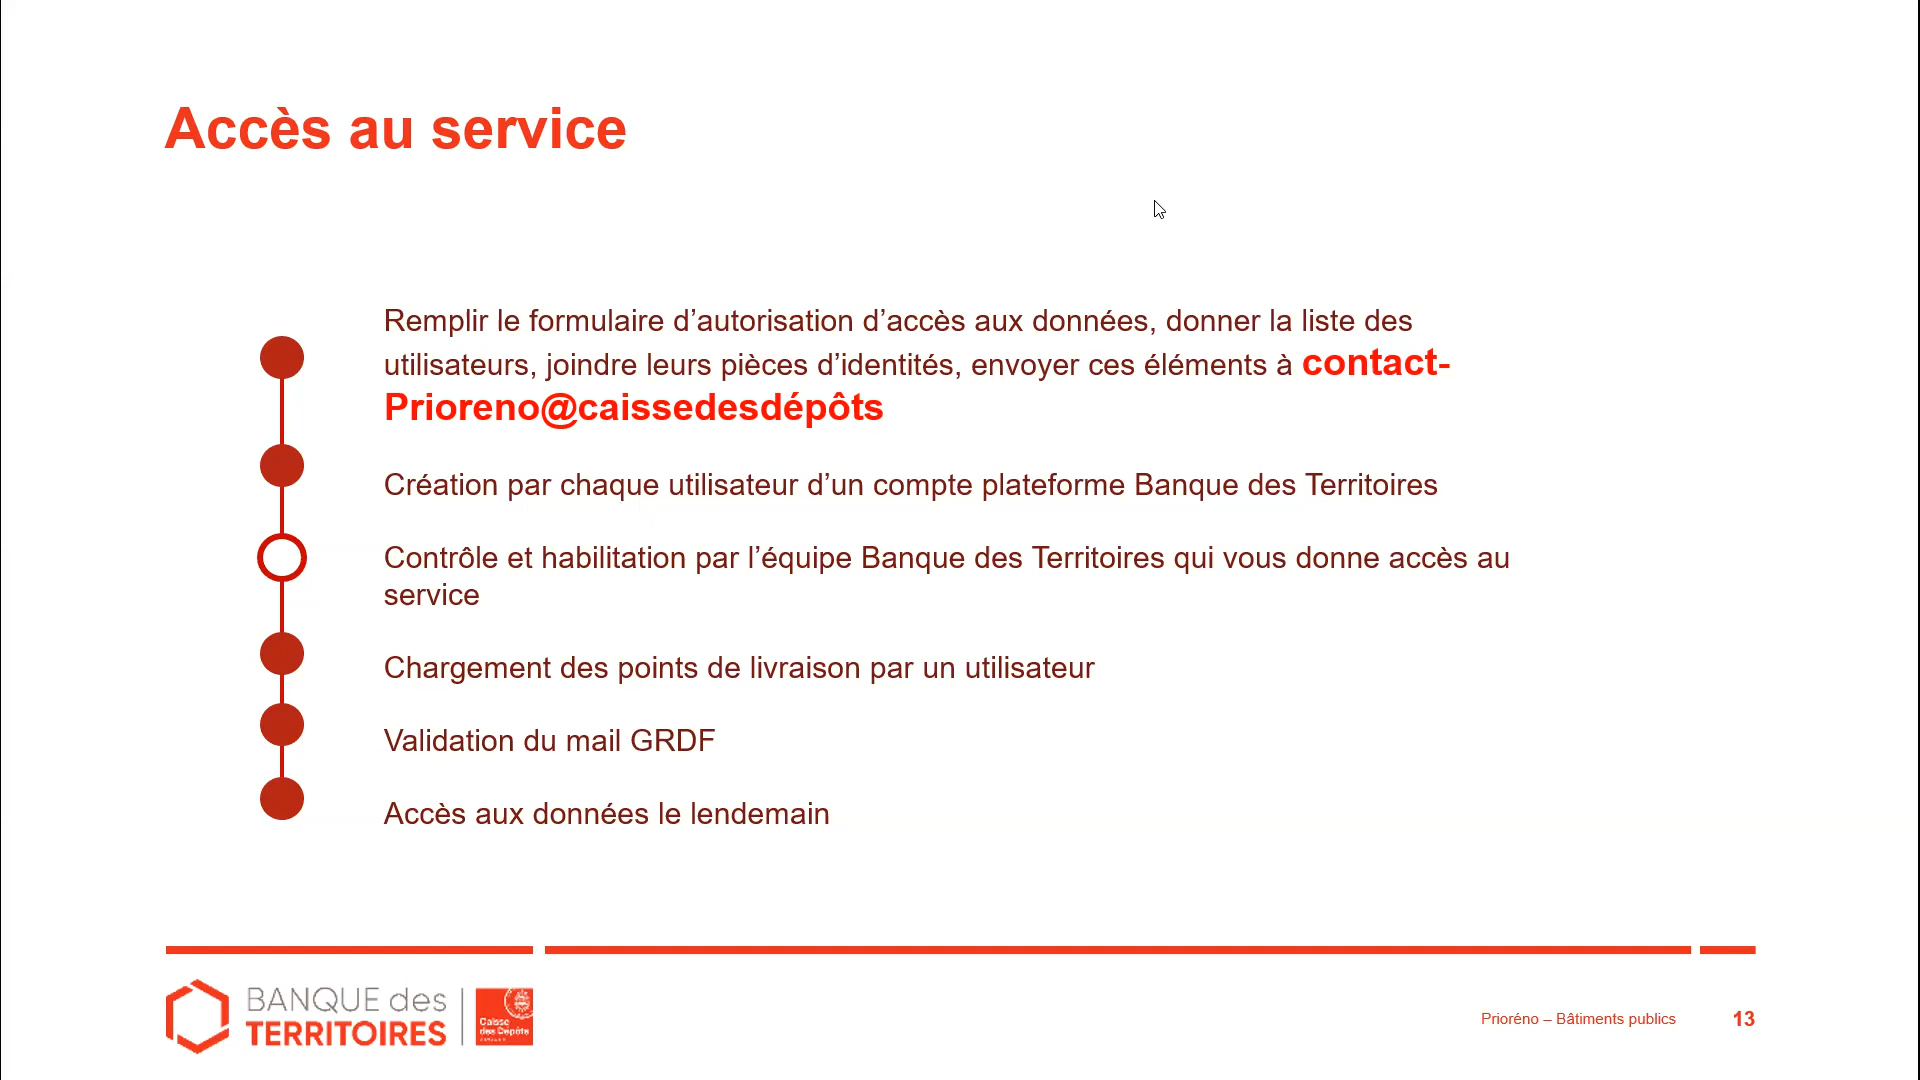 Accès au service
Remplir le formulaire d’autorisation d’accès aux données, donner la liste des
utilisateurs, joindre leurs pièces d’identités, envoyer ces éléments à contact-
Prioreno@caissedesdépôts
Création par chaque utilisateur d’un compte plateforme Banque des Territoires
Contrôle et habilitation par l’équipe Banque des Territoires qui vous donne accès au
service
Chargement des points de livraison par un utilisateur
Validation du mail GRDF
Accès aux données le lendemain
BANQUE des
TERRITOIRES
Caisse
des Dépôts
Prioréno – Bâtiments publics
13